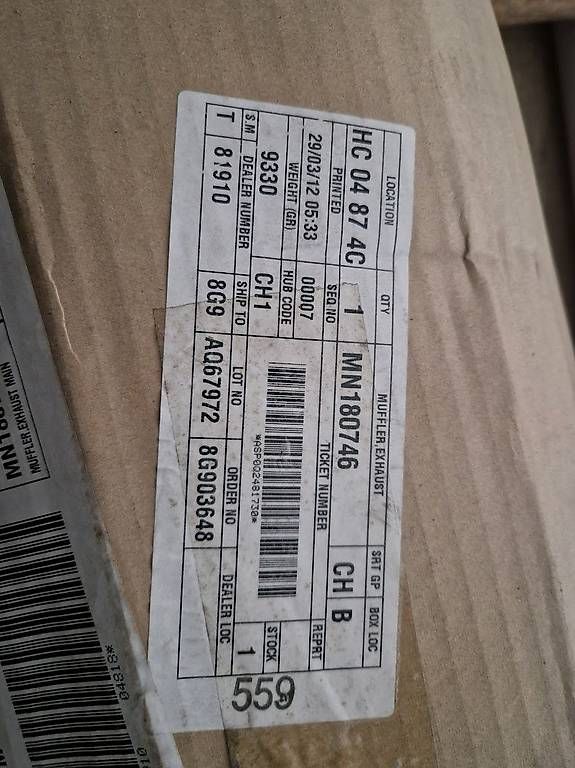 LOCATION QTY MUFFLER,EXHAUST SRT GP BOX LOC
HC 04 87 4C 1 MN180746 CH B
PRINTED SEQ NO TICKET NUMBER REPRT
29/03/12 05:33 00007
WEIGHT (GR) HUB CODE *ASP0Q2481730*
9330 CH1 STOCK
S.M DEALER NUMBER SHIP TO LOT NO ORDER NO DEALER LOC 1
T 81910 8G9 AQ67972 8G903648
559
MUFFLER,EXHAUST MAIN
04818*